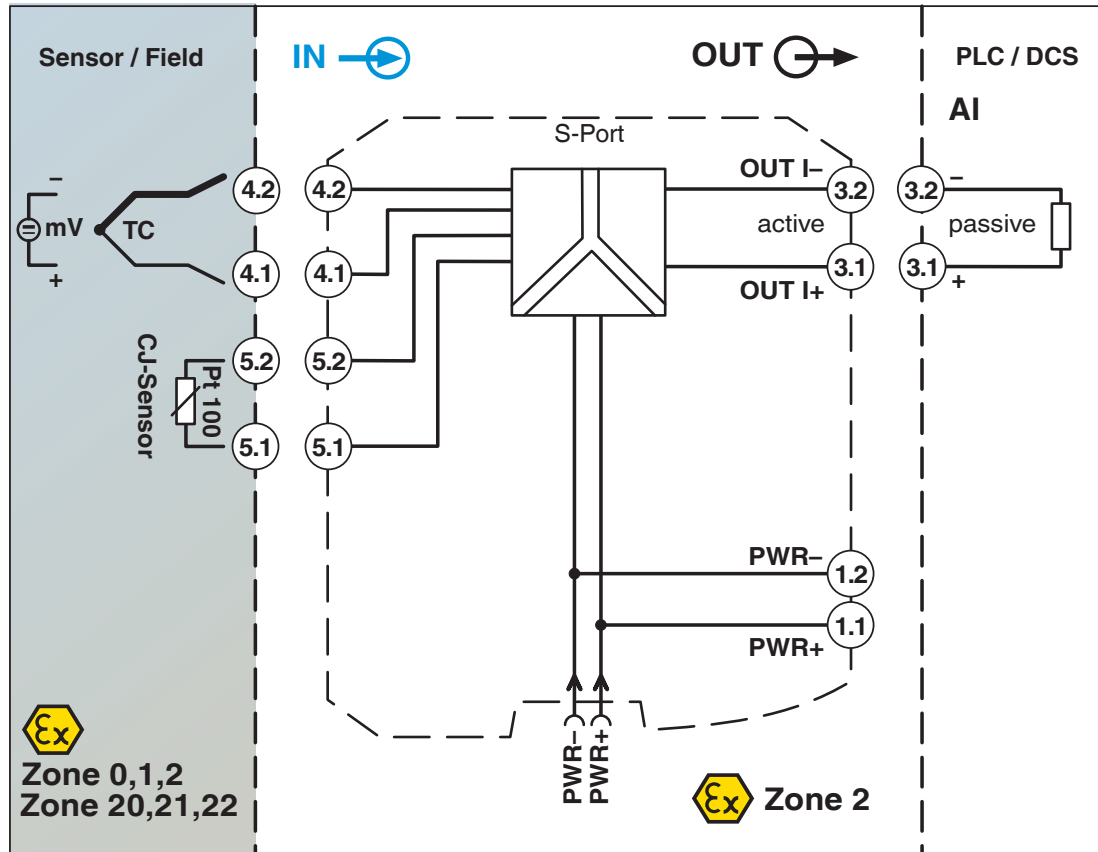 Sensor / Field
IN
OUT
PLC / DCS
AI
S-Port
–
mV
+
TC
4.2
4.1
CJ-Sensor
Pt 100
5.2
5.1
4.2
4.1
5.2
5.1
OUT I–
active
OUT I+
3.2
3.1
3.2
–
passive
3.1
+
PWR–
1.2
1.1
PWR+
PWR–
PWR+
Ex
Zone 0,1,2
Zone 20,21,22
Ex
Zone 2